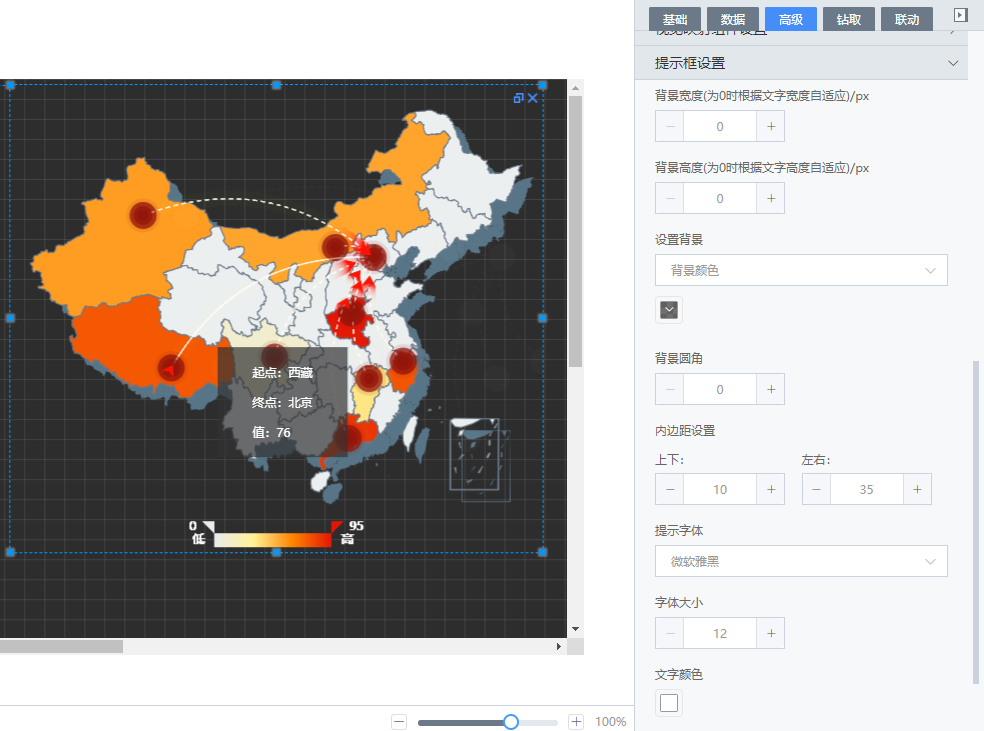 基础 数据 高级 钻取 联动
提示框设置
背景宽度(为0时根据文字宽度自适应)/px
0
背景高度(为0时根据文字高度自适应)/px
0
设置背景
背景颜色
背景圆角
0
内边距设置
上下: 左右:
10 35
提示字体
微软雅黑
字体大小
12
文字颜色
起点：西藏
终点：北京
值：76
0 95
低 高
100%